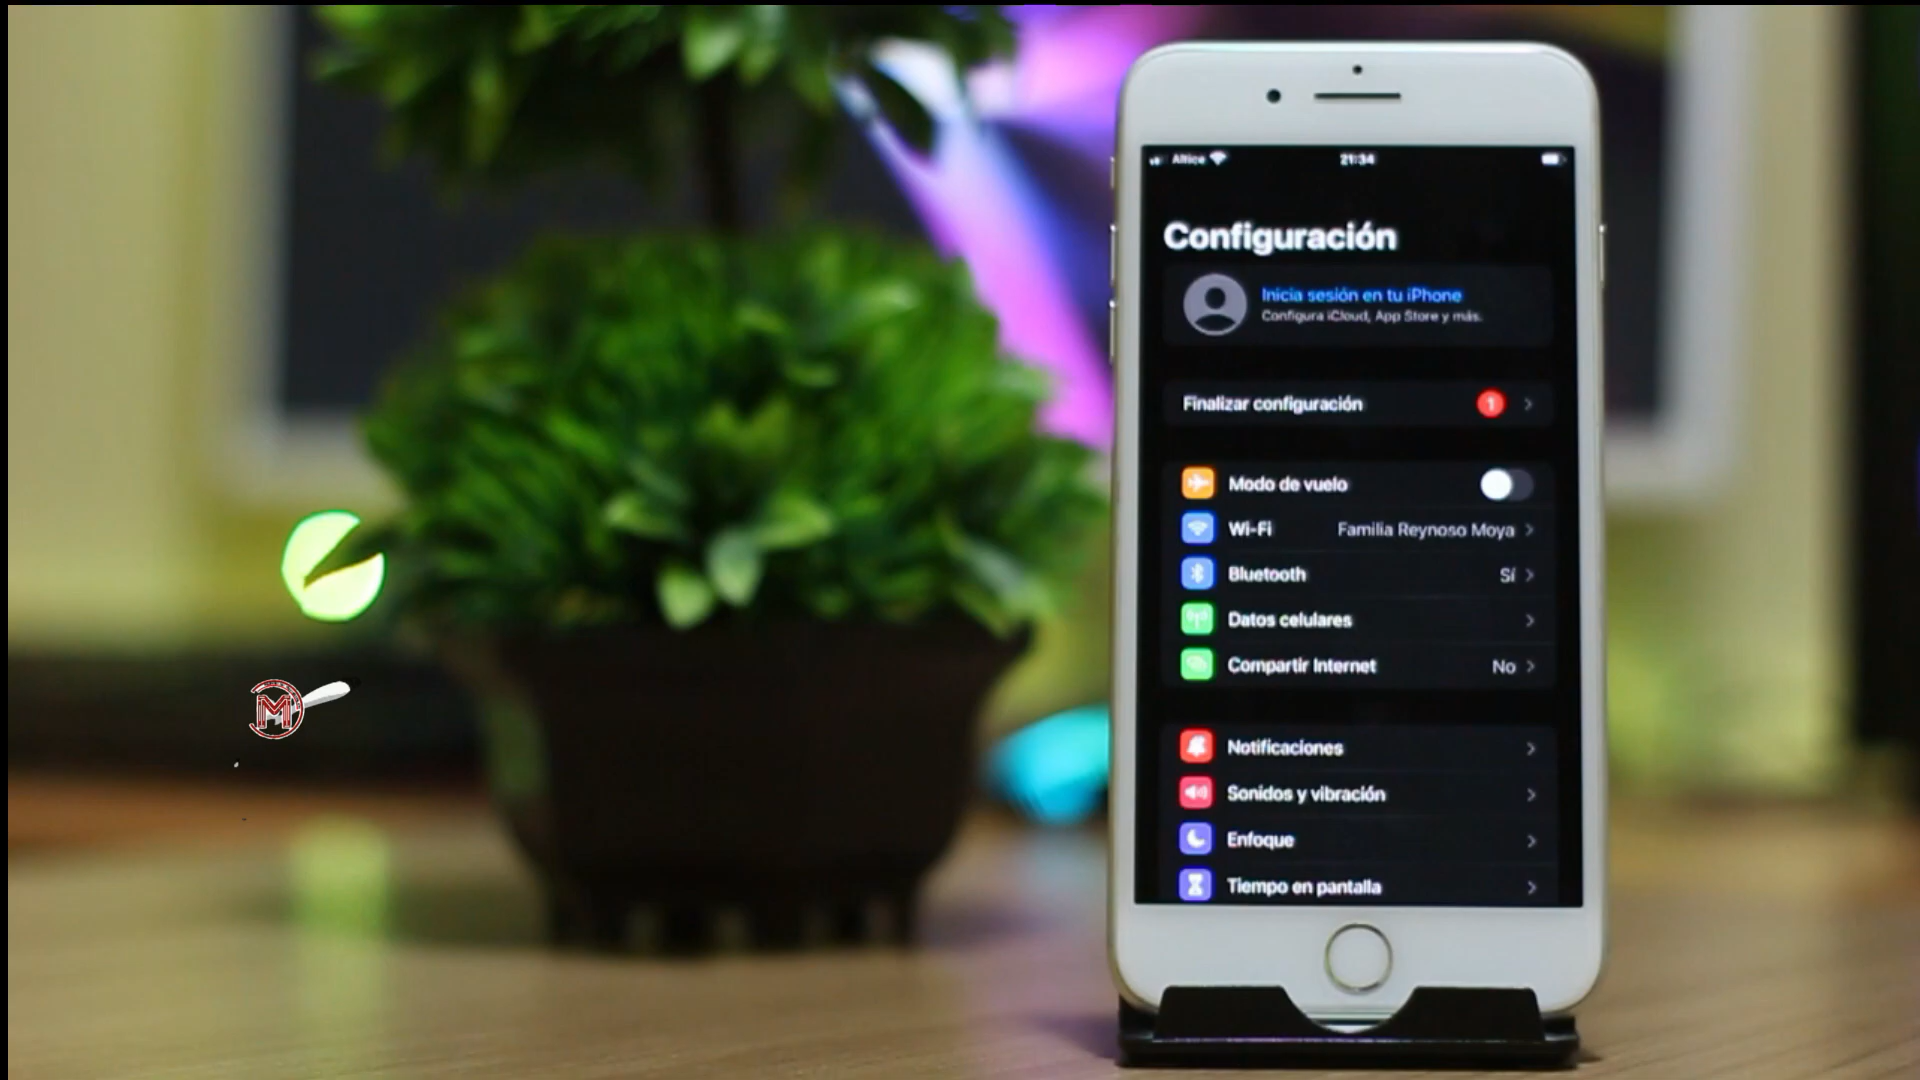 Altice
21:34
Configuración
Inicia sesión en tu iPhone
Configura iCloud, App Store y más.
Finalizar configuración 1
Modo de vuelo
Wi-Fi Familia Reynoso Moya
Bluetooth Sí
Datos celulares
Compartir Internet No
M
Notificaciones
Sonidos y vibración
Enfoque
Tiempo en pantalla